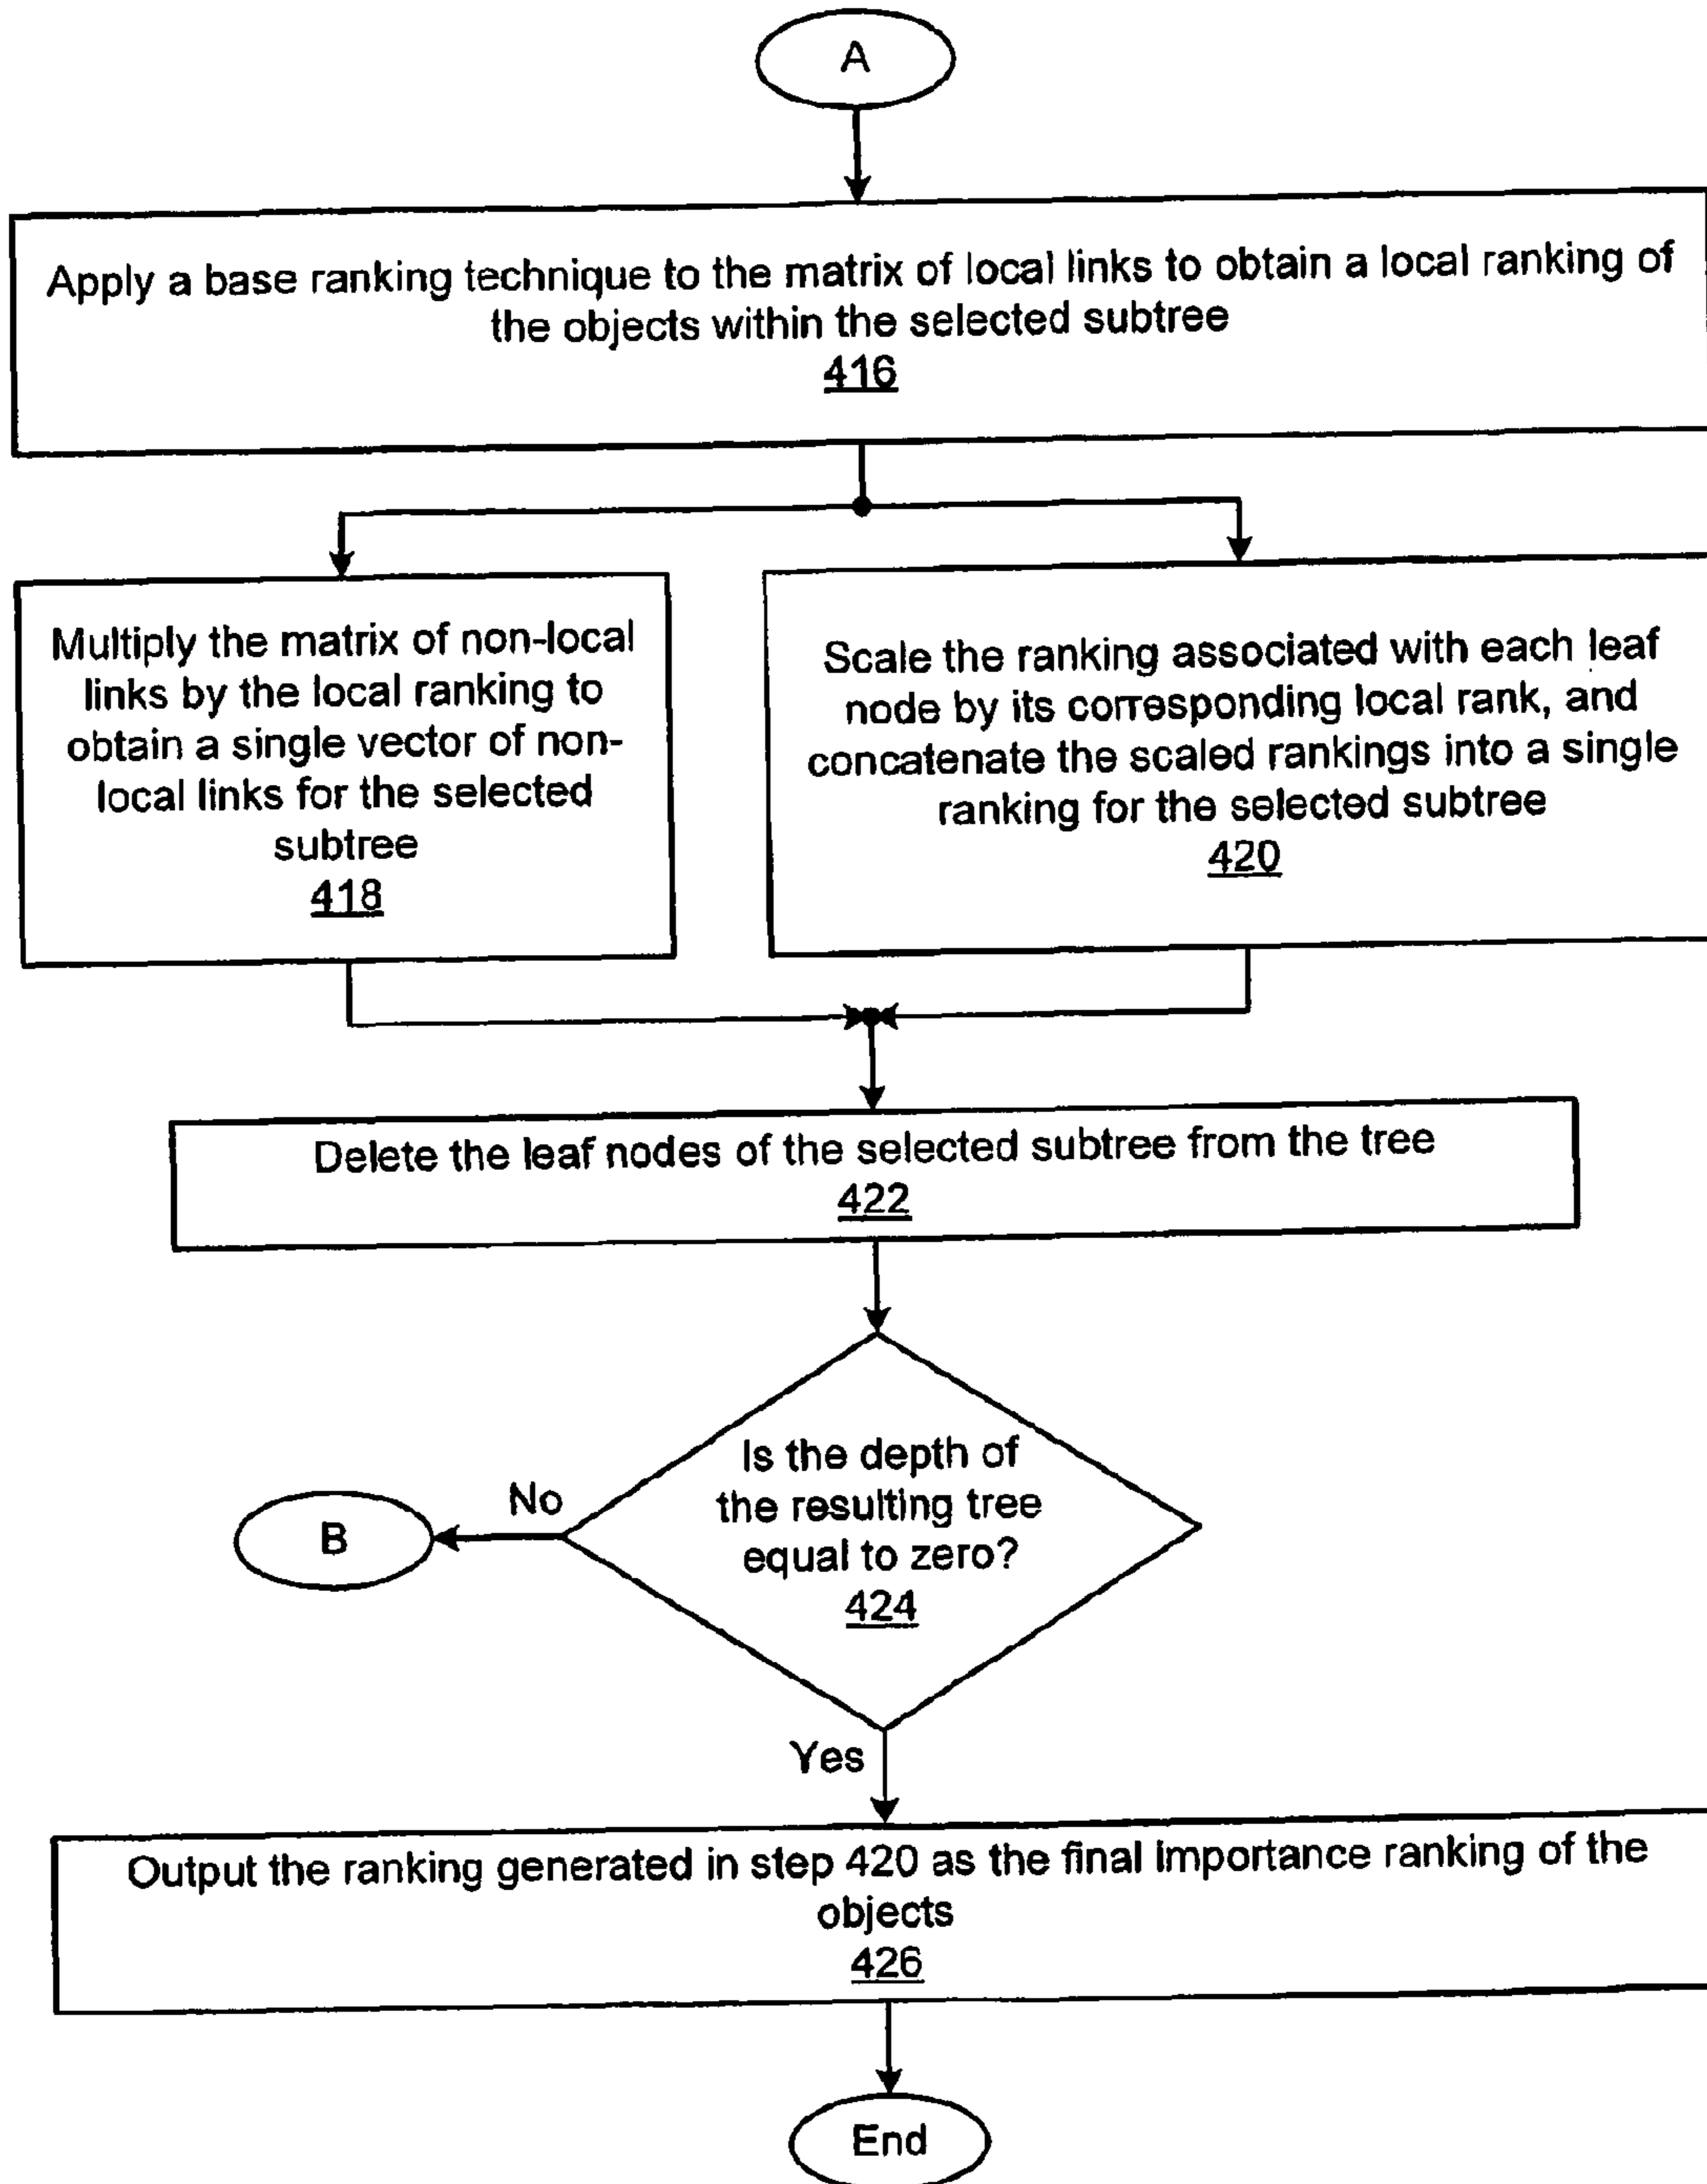 A
Apply a base ranking technique to the matrix of local links to obtain a local ranking of
the objects within the selected subtree
416
Multiply the matrix of non-local
links by the local ranking to
obtain a single vector of non-
local links for the selected
subtree
418
Scale the ranking associated with each leaf
node by its corresponding local rank, and
concatenate the scaled rankings into a single
ranking for the selected subtree
420
Delete the leaf nodes of the selected subtree from the tree
422
Is the depth of
the resulting tree
equal to zero?
424
No
B
Yes
Output the ranking generated in step 420 as the final importance ranking of the
objects
426
End